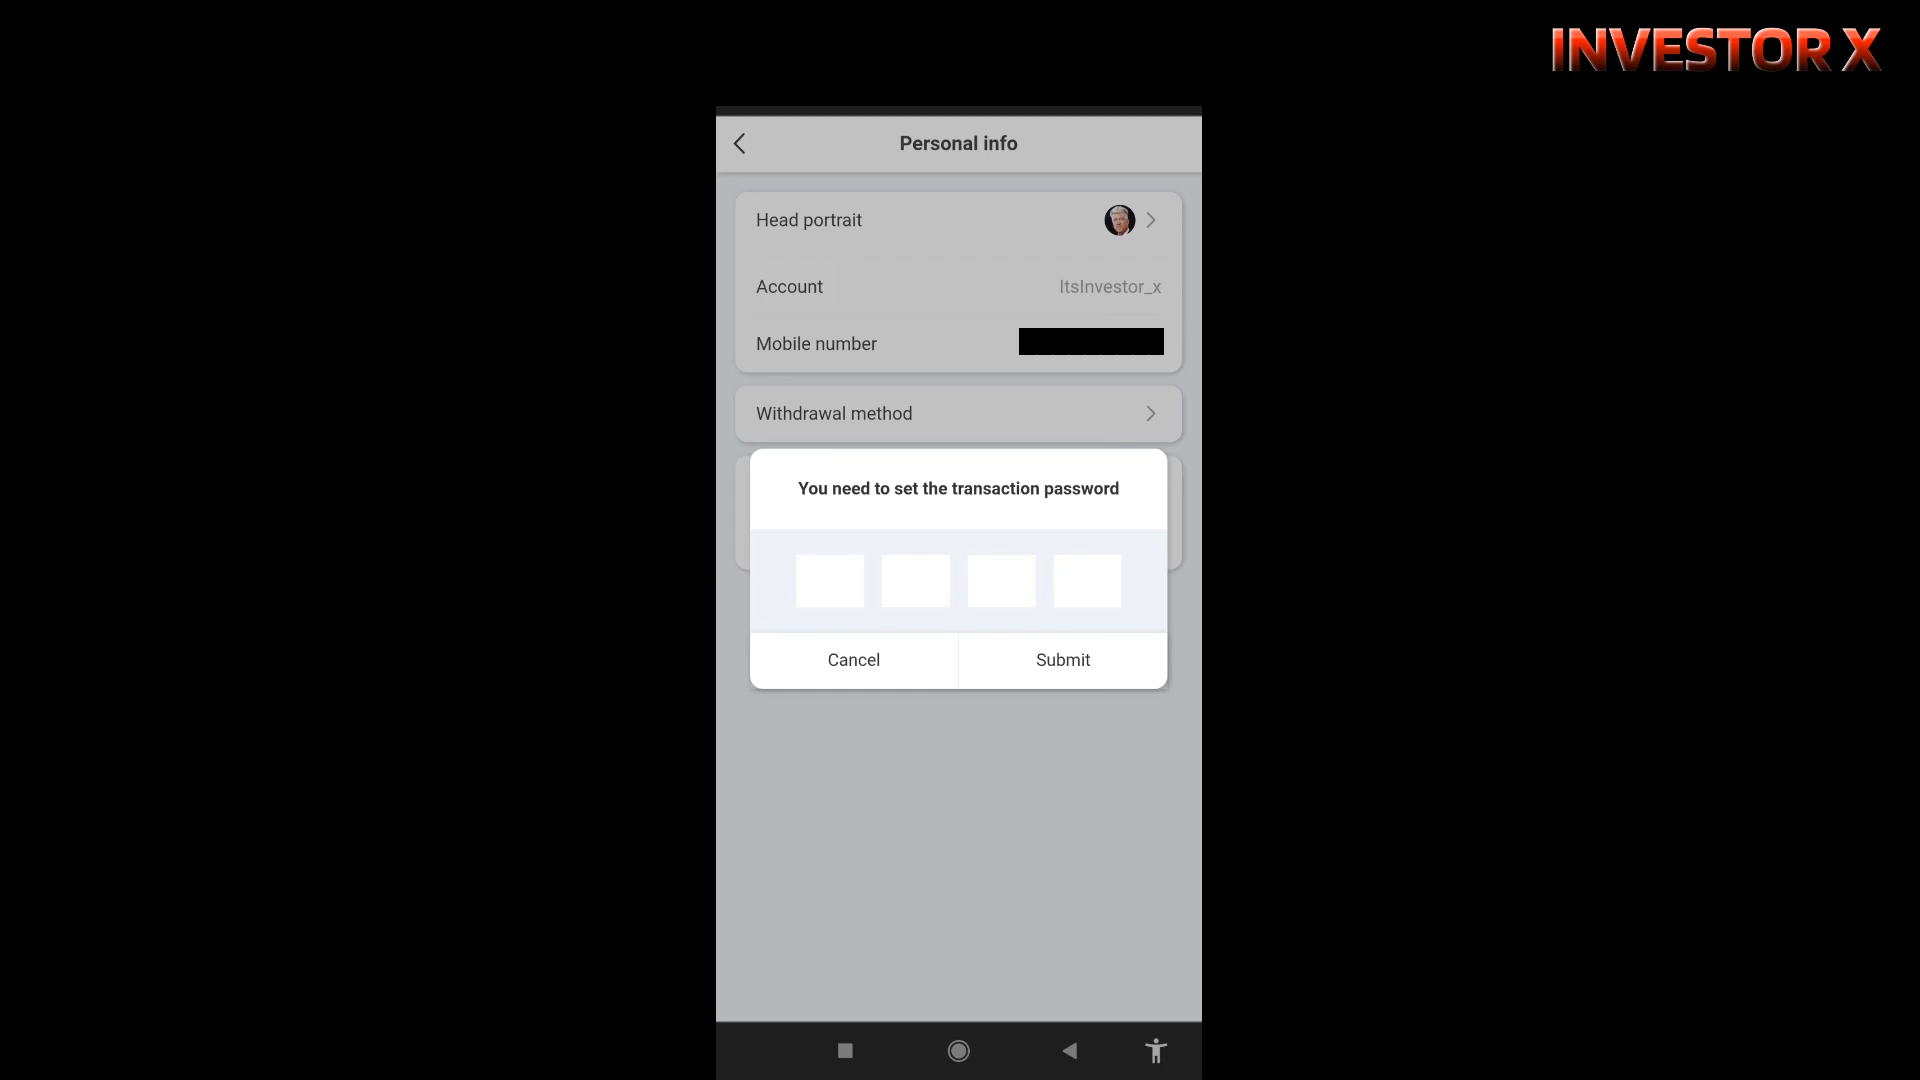 INVESTOR X
Personal info
Head portrait
Account ItsInvestor_x
Mobile number
Withdrawal method
You need to set the transaction password
Cancel Submit